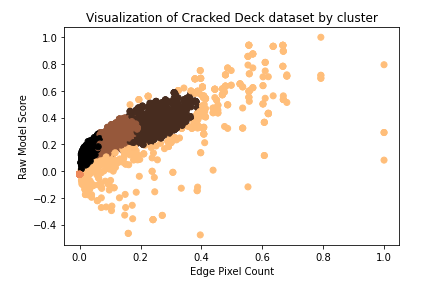 Visualization of Cracked Deck dataset by cluster
Raw Model Score
1.0
0.8
0.6
0.4
0.2
0.0
−0.2
−0.4
0.0 0.2 0.4 0.6 0.8 1.0
Edge Pixel Count